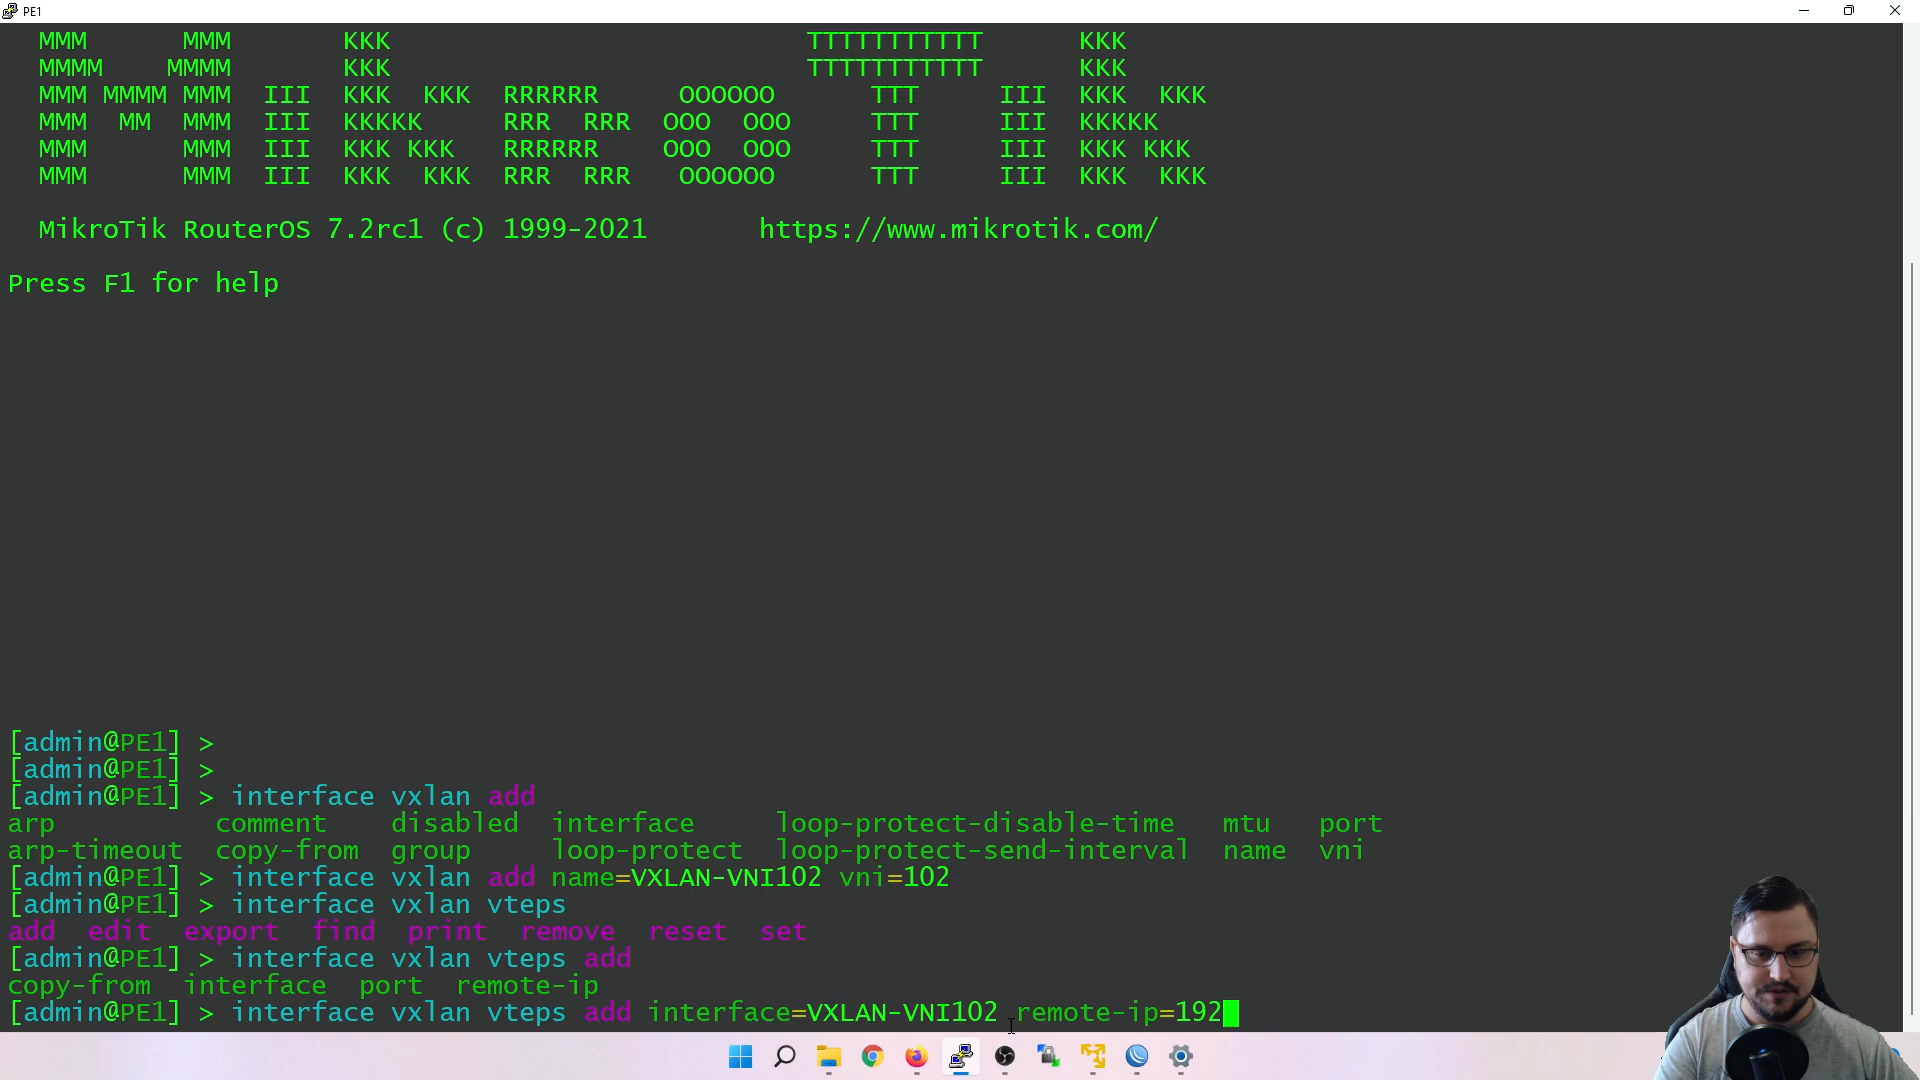 PE1
MMM MMM KKK TTTTTTTTTTT KKK
MMMM MMMM KKK TTTTTTTTTTT KKK
MMM MMMM MMM III KKK KKK RRRRRR OOOOOO TTT III KKK KKK
MMM MM MMM III KKKKK RRR RRR OOO OOO TTT III KKKKK
MMM MMM III KKK KKK RRRRRR OOO OOO TTT III KKK KKK
MMM MMM III KKK KKK RRR RRR OOOOOO TTT III KKK KKK
MikroTik RouterOS 7.2rc1 (c) 1999-2021 https://www.mikrotik.com/
Press F1 for help
[admin@PE1] >
[admin@PE1] >
[admin@PE1] > interface vxlan add
arp comment disabled interface loop-protect-disable-time mtu port
arp-timeout copy-from group loop-protect loop-protect-send-interval name vni
[admin@PE1] > interface vxlan add name=VXLAN-VNI102 vni=102
[admin@PE1] > interface vxlan vteps
add edit export find print remove reset set
[admin@PE1] > interface vxlan vteps add
copy-from interface port remote-ip
[admin@PE1] > interface vxlan vteps add interface=VXLAN-VNI102 remote-ip=192